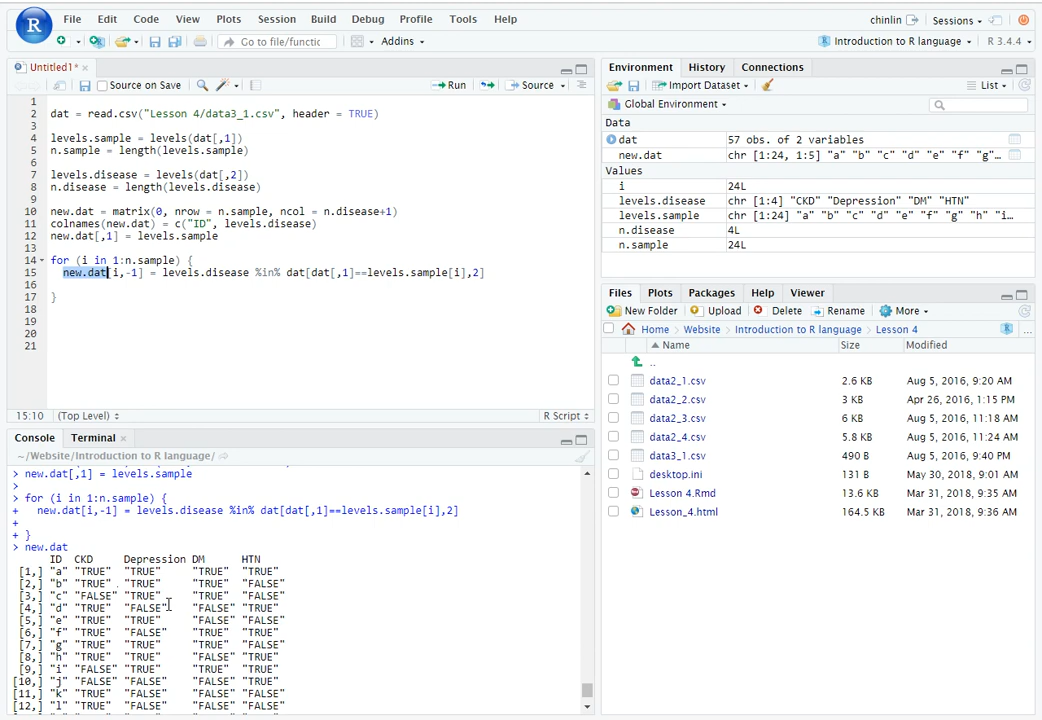 R File Edit Code View Plots Session Build Debug Profile Tools Help chinlin Sessions
Go to file/functic Addins Introduction to R language R 3.4.4
Untitled1* ×
Source on Save Run Source
1
2 dat = read.csv("Lesson 4/data3_1.csv", header = TRUE)
3
4 levels.sample = levels(dat[,1])
5 n.sample = length(levels.sample)
6
7 levels.disease = levels(dat[,2])
8 n.disease = length(levels.disease)
9
10 new.dat = matrix(0, nrow = n.sample, ncol = n.disease+1)
11 colnames(new.dat) = c("ID", levels.disease)
12 new.dat[,1] = levels.sample
13
14 for (i in 1:n.sample) {
15 new.dat[i,-1] = levels.disease %in% dat[dat[,1]==levels.sample[i],2]
16
17 }
18
19
20
21
15:10 (Top Level) R Script
Console Terminal ×
~/Website/Introduction to R language/
> new.dat[,1] = levels.sample
>
> for (i in 1:n.sample) {
+ new.dat[i,-1] = levels.disease %in% dat[dat[,1]==levels.sample[i],2]
+
+ }
> new.dat
ID CKD Depression DM HTN
[1,] "a" "TRUE" "TRUE" "TRUE" "TRUE"
[2,] "b" "TRUE" "TRUE" "TRUE" "FALSE"
[3,] "c" "FALSE" "TRUE" "TRUE" "FALSE"
[4,] "d" "TRUE" "FALSE" "FALSE" "TRUE"
[5,] "e" "TRUE" "TRUE" "FALSE" "FALSE"
[6,] "f" "TRUE" "FALSE" "TRUE" "TRUE"
[7,] "g" "TRUE" "TRUE" "TRUE" "FALSE"
[8,] "h" "TRUE" "TRUE" "FALSE" "TRUE"
[9,] "i" "FALSE" "TRUE" "TRUE" "TRUE"
[10,] "j" "FALSE" "FALSE" "FALSE" "TRUE"
[11,] "k" "TRUE" "FALSE" "FALSE" "FALSE"
[12,] "l" "TRUE" "FALSE" "TRUE" "FALSE"
Environment History Connections
Import Dataset List
Global Environment
Data
dat 57 obs. of 2 variables
new.dat chr [1:24, 1:5] "a" "b" "c" "d" "e" "f" "g"…
Values
i 24L
levels.disease chr [1:4] "CKD" "Depression" "DM" "HTN"
levels.sample chr [1:24] "a" "b" "c" "d" "e" "f" "g" "h" "i…
n.disease 4L
n.sample 24L
Files Plots Packages Help Viewer
New Folder Upload Delete Rename More
Home Website Introduction to R language Lesson 4 R ...
Name Size Modified
..
data2_1.csv 2.6 KB Aug 5, 2016, 9:20 AM
data2_2.csv 3 KB Apr 26, 2016, 1:15 PM
data2_3.csv 6 KB Aug 5, 2016, 11:18 AM
data2_4.csv 5.8 KB Aug 5, 2016, 11:24 AM
data3_1.csv 490 B Aug 5, 2016, 9:40 PM
desktop.ini 131 B May 30, 2018, 9:01 AM
Lesson 4.Rmd 13.6 KB Mar 31, 2018, 9:35 AM
Lesson_4.html 164.5 KB Mar 31, 2018, 9:36 AM